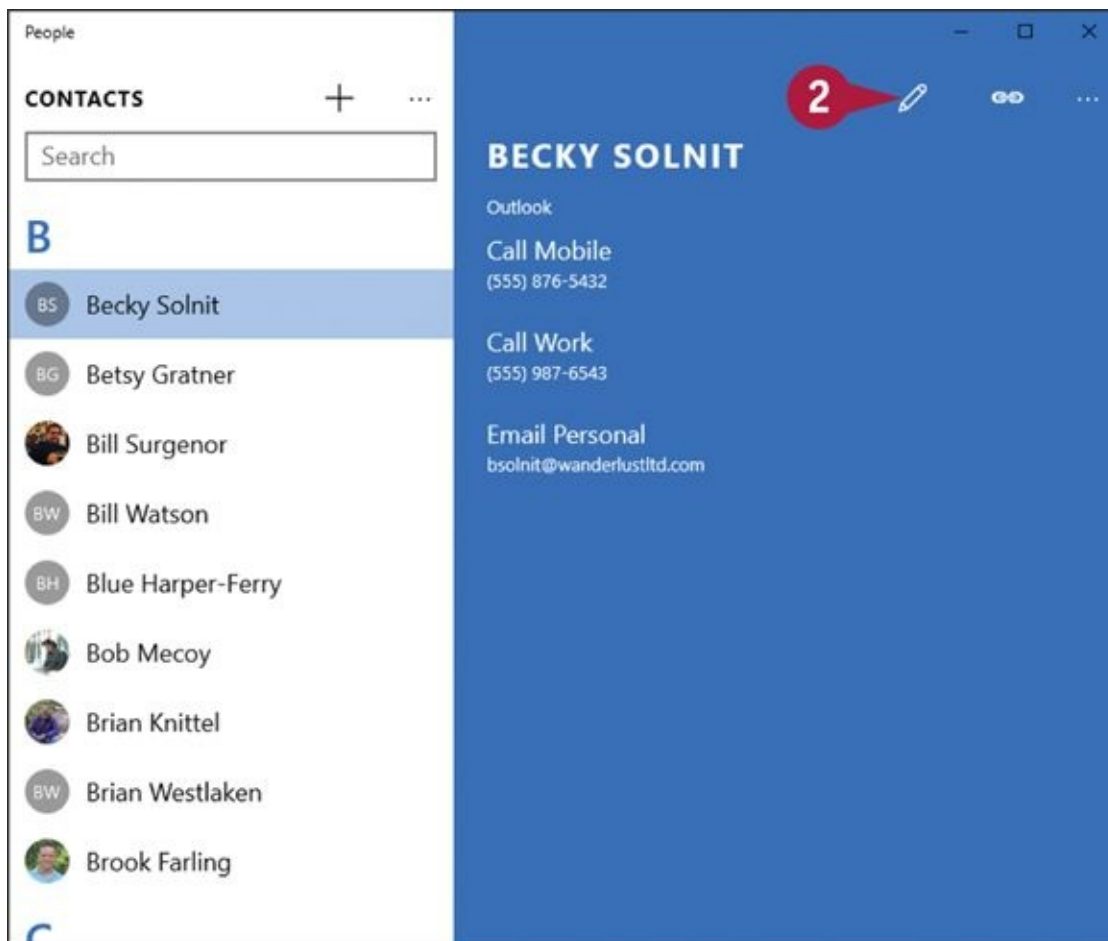 People
CONTACTS
Search
B
BS Becky Solnit
BG Betsy Gratner
Bill Surgenor
BW Bill Watson
BH Blue Harper-Ferry
Bob Mecoy
Brian Knittel
BW Brian Westlaken
Brook Farling
C
2
BECKY SOLNIT
Outlook
Call Mobile
(555) 876-5432
Call Work
(555) 987-6543
Email Personal
bsolnit@wanderlustltd.com